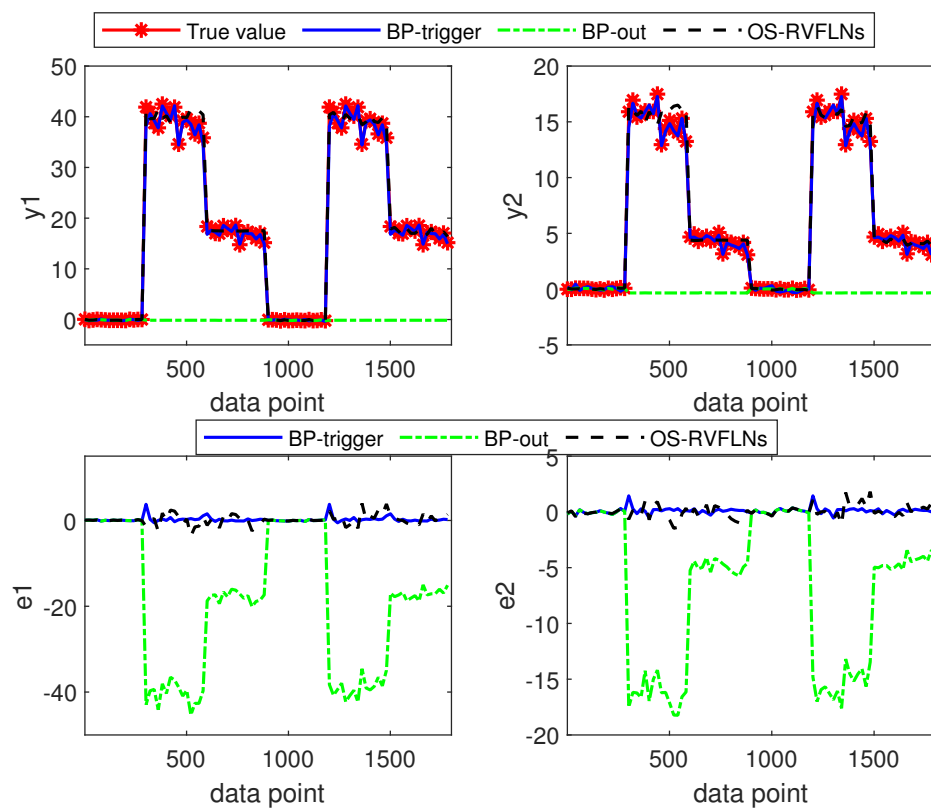 True value BP-trigger BP-out OS-RVFLNs
50
40
30
20
10
0
y1
500 1000 1500
data point
20
15
10
5
0
-5
y2
500 1000 1500
data point
BP-trigger BP-out OS-RVFLNs
0
-20
-40
e1
500 1000 1500
data point
5
0
-5
-10
-15
-20
e2
500 1000 1500
data point